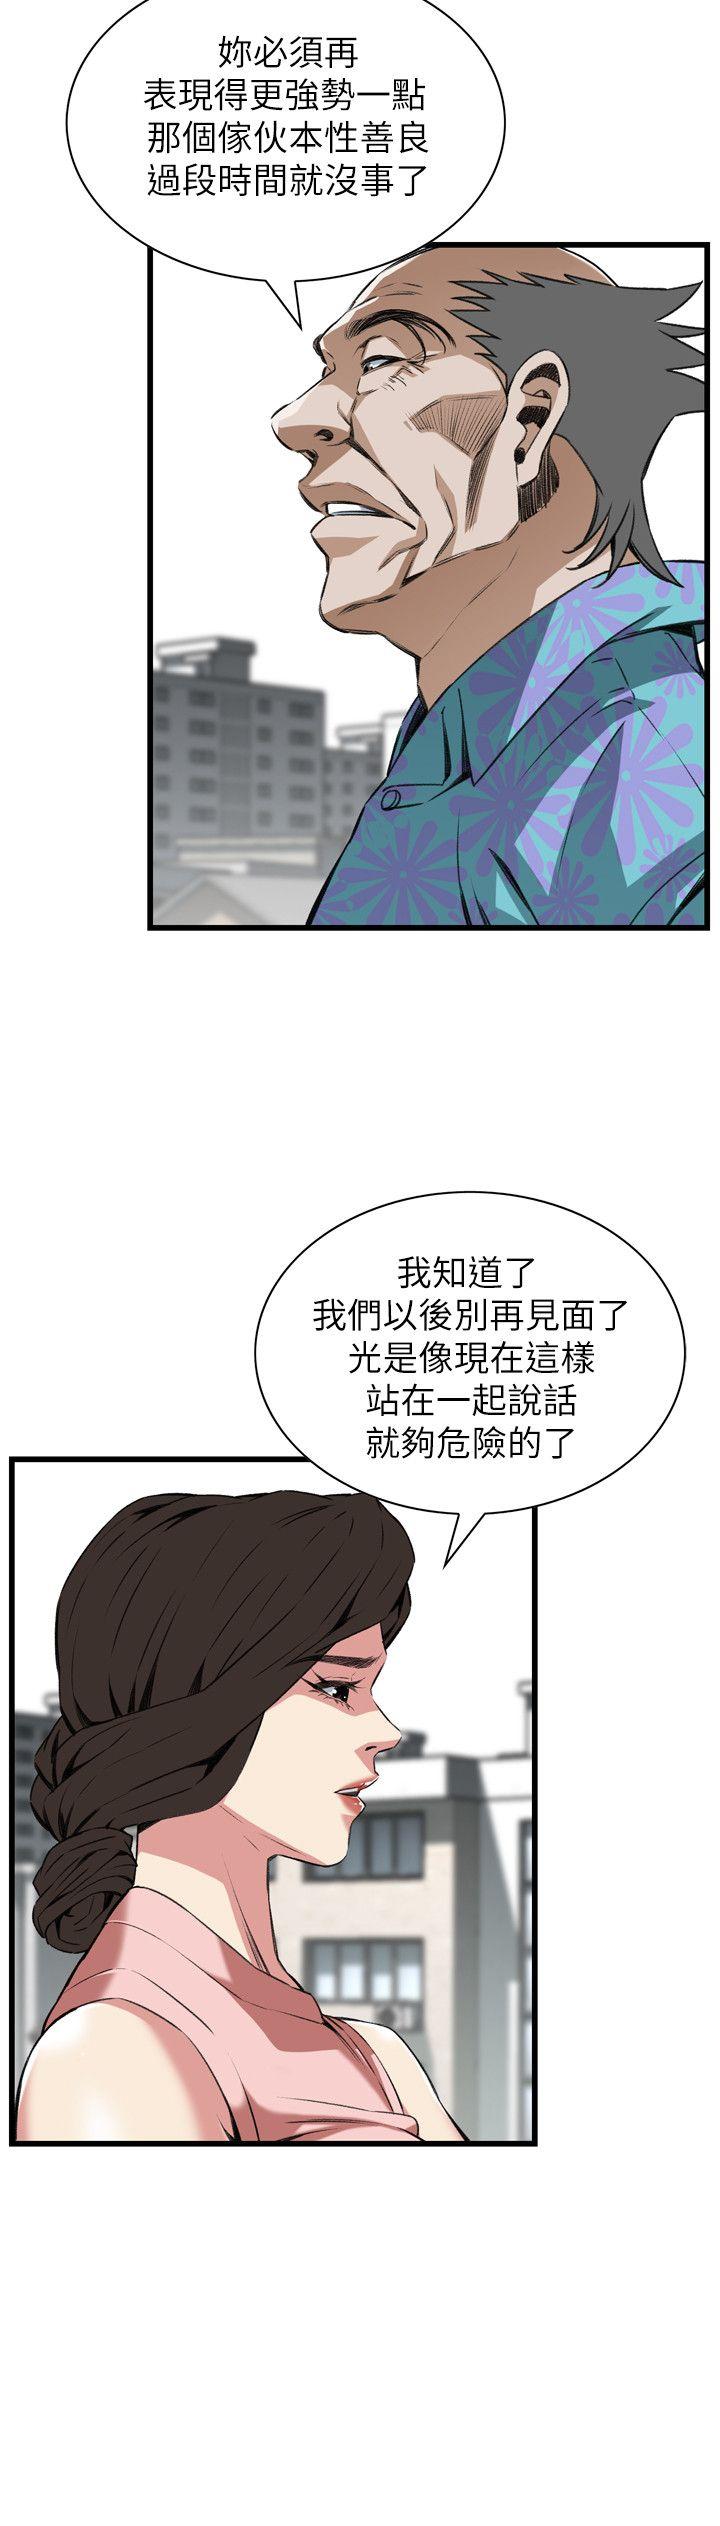 妳必須再
表現得更強勢一點
那個傢伙本性善良
過段時間就沒事了
我知道了
我們以後別再見面了
光是像現在這樣
站在一起說話
就夠危險的了